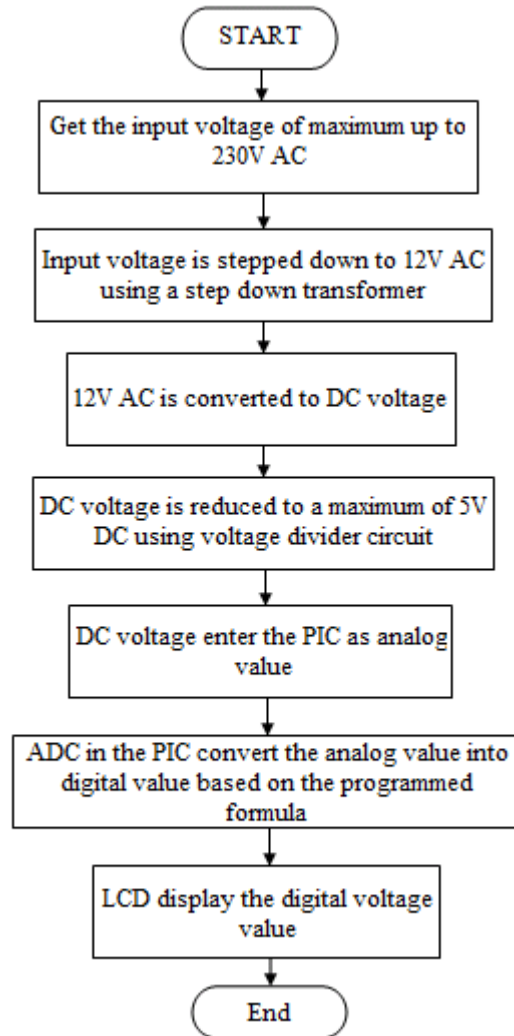 START
Get the input voltage of maximum up to
230V AC
Input voltage is stepped down to 12V AC
using a step down transformer
12V AC is converted to DC voltage
DC voltage is reduced to a maximum of 5V
DC using voltage divider circuit
DC voltage enter the PIC as analog
value
ADC in the PIC convert the analog value into
digital value based on the programmed
formula
LCD display the digital voltage
value
End